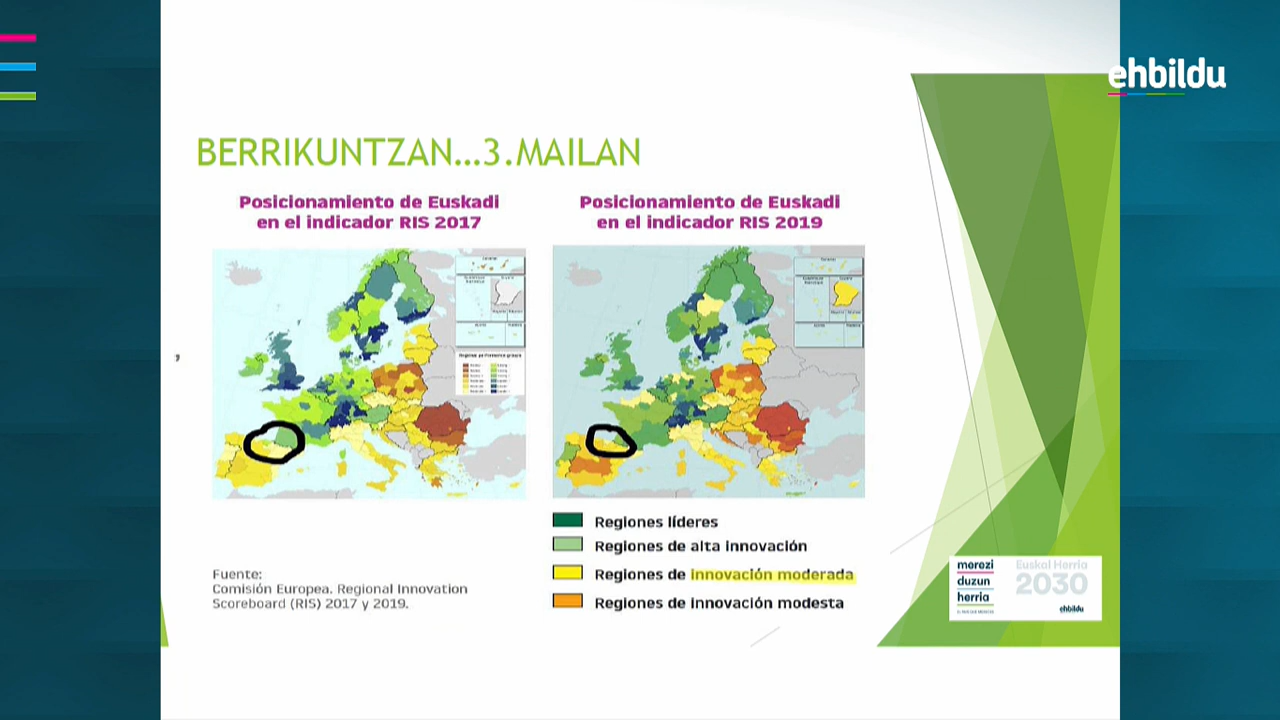 ehbildu
BERRIKUNTZAN...3.MAILAN
Posicionamiento de Euskadi
en el indicador RIS 2017
Posicionamiento de Euskadi
en el indicador RIS 2019
,
Regiones líderes
Regiones de alta innovación
Regiones de innovación moderada
Regiones de innovación modesta
Fuente:
Comisión Europea. Regional Innovation
Scoreboard (RIS) 2017 y 2019.
merezi
duzun
herria
Euskal Herria
2030
ehbildu